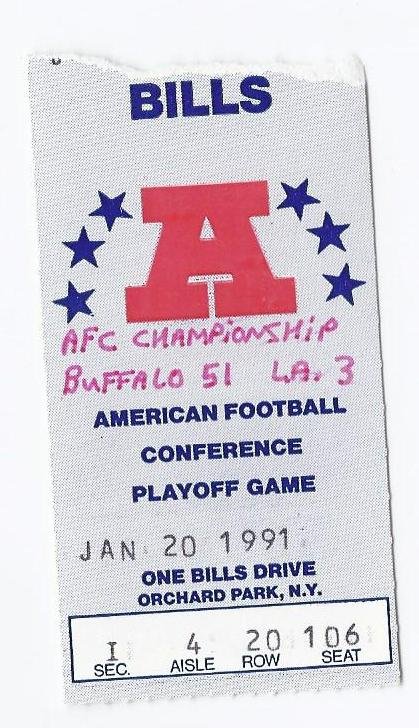 BILLS
A
AFC CHAMPIONSHIP
BUFFALO 51 LA. 3
AMERICAN FOOTBALL
CONFERENCE
PLAYOFF GAME
JAN 20 1991
ONE BILLS DRIVE
ORCHARD PARK, N.Y.
I 4 20 106
SEC. AISLE ROW SEAT